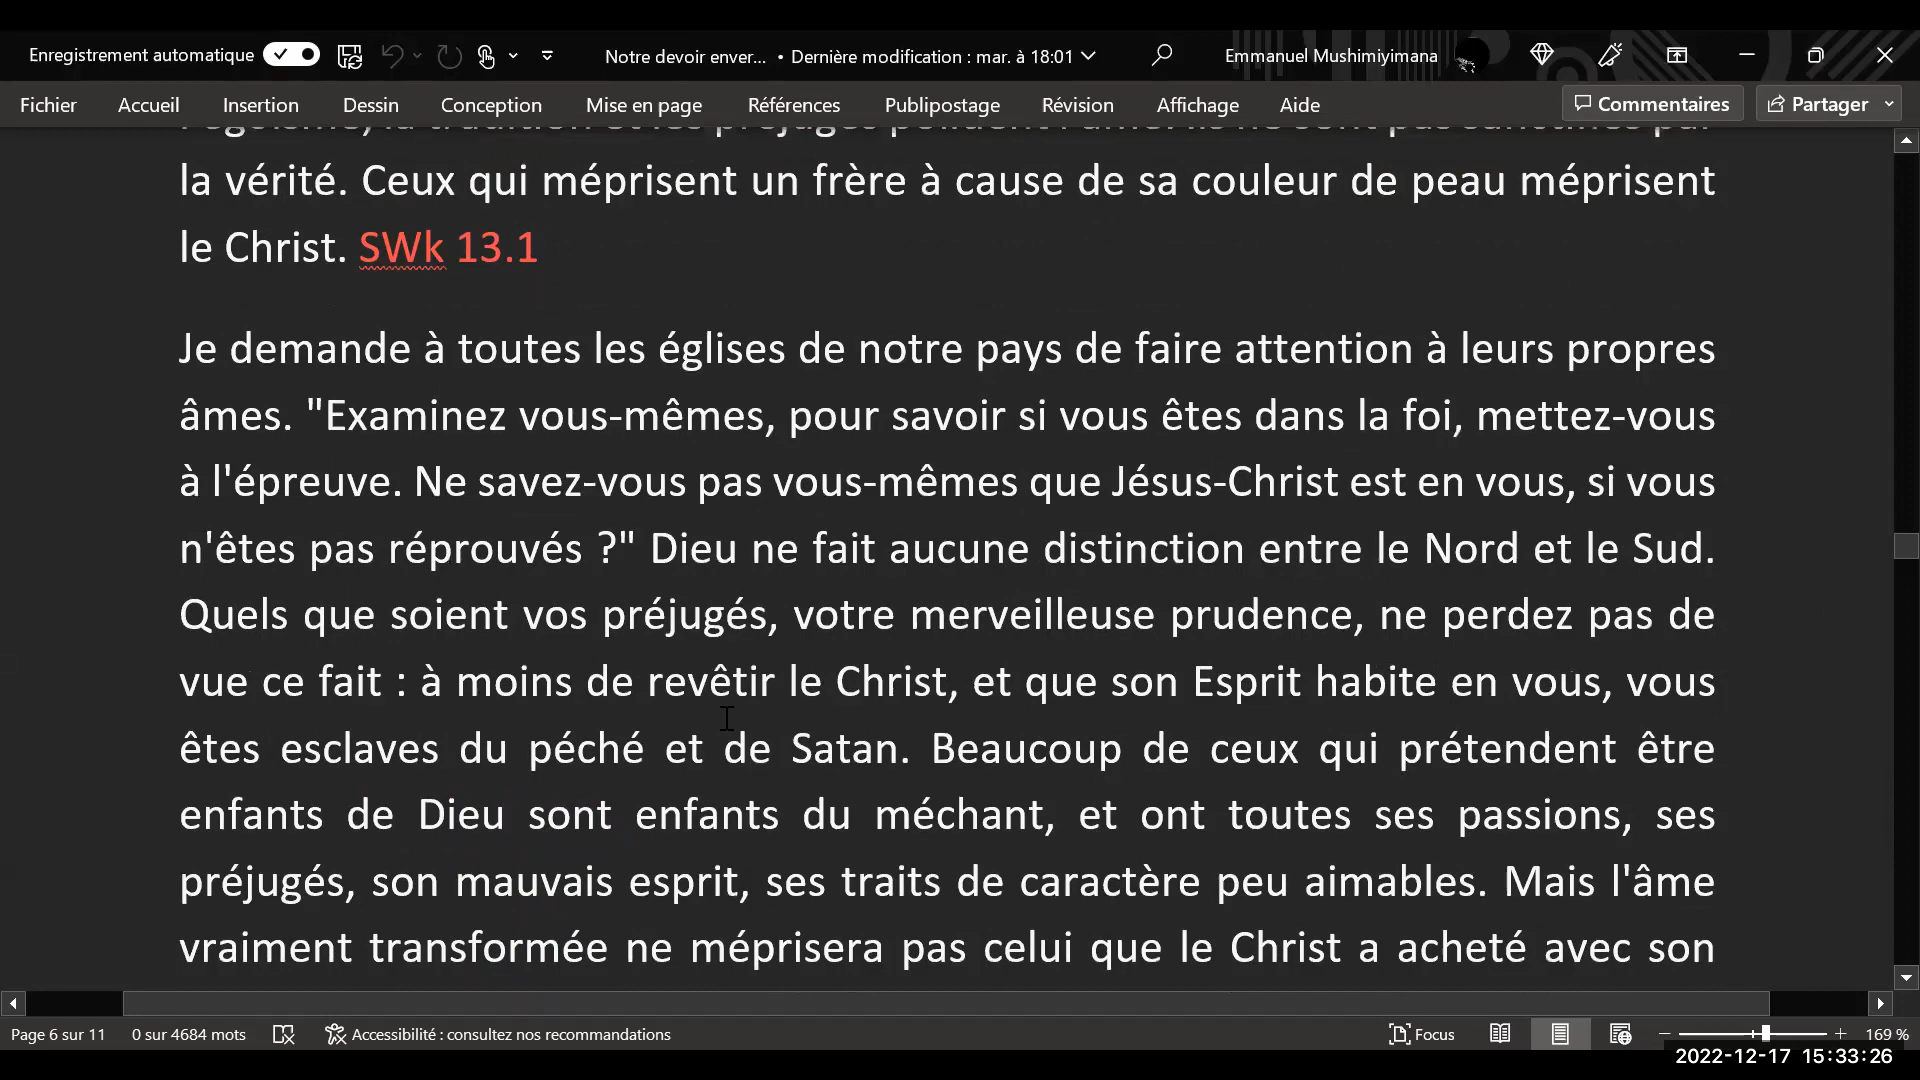 Enregistrement automatique
Notre devoir enver... • Dernière modification : mar. à 18:01
Emmanuel Mushimiyimana
Fichier Accueil Insertion Dessin Conception Mise en page Références Publipostage Révision Affichage Aide Commentaires Partager
la vérité. Ceux qui méprisent un frère à cause de sa couleur de peau méprisent
le Christ. SWk 13.1
Je demande à toutes les églises de notre pays de faire attention à leurs propres
âmes. "Examinez vous-mêmes, pour savoir si vous êtes dans la foi, mettez-vous
à l'épreuve. Ne savez-vous pas vous-mêmes que Jésus-Christ est en vous, si vous
n'êtes pas réprouvés ?" Dieu ne fait aucune distinction entre le Nord et le Sud.
Quels que soient vos préjugés, votre merveilleuse prudence, ne perdez pas de
vue ce fait : à moins de revêtir le Christ, et que son Esprit habite en vous, vous
êtes esclaves du péché et de Satan. Beaucoup de ceux qui prétendent être
enfants de Dieu sont enfants du méchant, et ont toutes ses passions, ses
préjugés, son mauvais esprit, ses traits de caractère peu aimables. Mais l'âme
vraiment transformée ne méprisera pas celui que le Christ a acheté avec son
Page 6 sur 11 0 sur 4684 mots Accessibilité : consultez nos recommandations Focus 169 %
2022-12-17 15:33:26